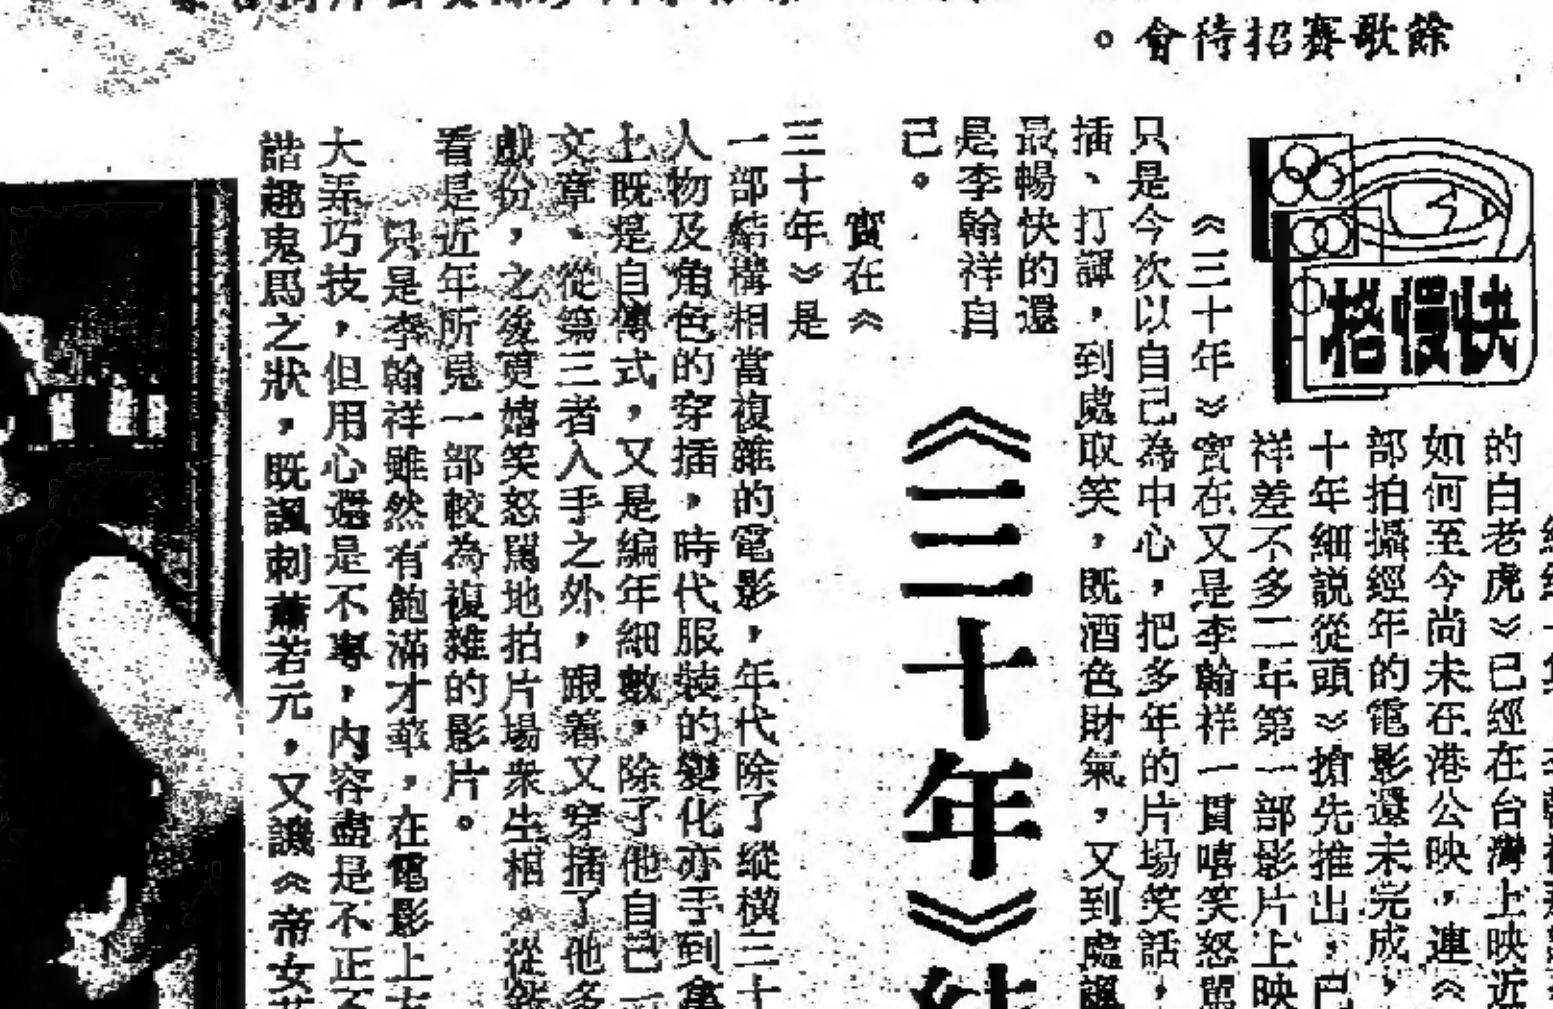 餘歌賽招待會。
快慢格
的白老虎》已經在台灣上映近
如何至今尚未在港公映,連《
部拍攝經年的電影還未完成,
十年細說從頭》搶先推出,已
祥差不多二年第一部影片上映
《三十年》實在又是李翰祥一貫嘻笑怒罵
只是今次以自己為中心,把多年的片場笑話,
插、打諢,到處取笑,既酒色財氣,又到處諷
最暢快的還
是李翰祥自
己。
《三十年》
實在《
三十年》是
一部結構相當複雜的電影,年代除了縱橫三十
人物及角色的穿插,時代服裝的變化亦手到拿
上既是自傳式,又是編年細數,除了他自己一
文章、從第三者入手之外,跟着又穿插了他多
戲份,之後更嬉笑怒罵地拍片場衆生相,從
看是近年所見一部較為複雜的影片。
只是李翰祥雖然有飽滿才華,在電影上
大弄巧技,但用心還是不專,內容盡是不正
諧趣鬼馬之狀,既諷刺蕭若元,又讓《帝女